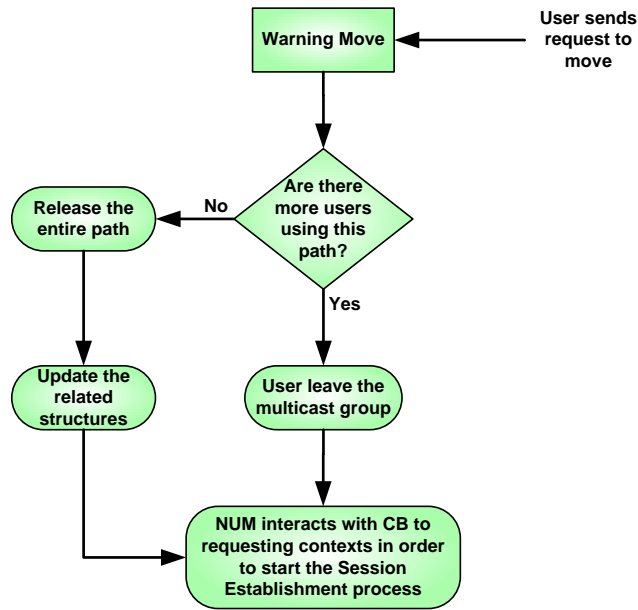 User sends
request to
move
Warning Move
Are there
more users
using this
path?
No
Release the
entire path
Yes
Update the
related
structures
User leave the
multicast group
NUM interacts with CB to
requesting contexts in order
to start the Session
Establishment process